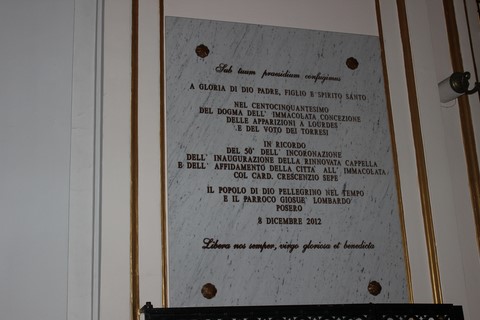 Sub tuum praesidium confugimus
A GLORIA DI DIO PADRE, FIGLIO E SPIRITO SANTO
NEL CENTOCINQUANTESIMO
DEL DOGMA DELL' IMMACOLATA CONCEZIONE
DELLE APPARIZIONI A LOURDES
E DEL VOTO DEI TORRESI
IN RICORDO
DEL 50° DELL' INCORONAZIONE
DELL' INAUGURAZIONE DELLA RINNOVATA CAPPELLA
E DELL' AFFIDAMENTO DELLA CITTÀ ALL' IMMACOLATA
COL CARD. CRESCENZIO SEPE
IL POPOLO DI DIO PELLEGRINO NEL TEMPO
E IL PARROCO GIOSUE' LOMBARDO
POSERO
8 DICEMBRE 2012
Libera nos semper, virgo gloriosa et benedicta